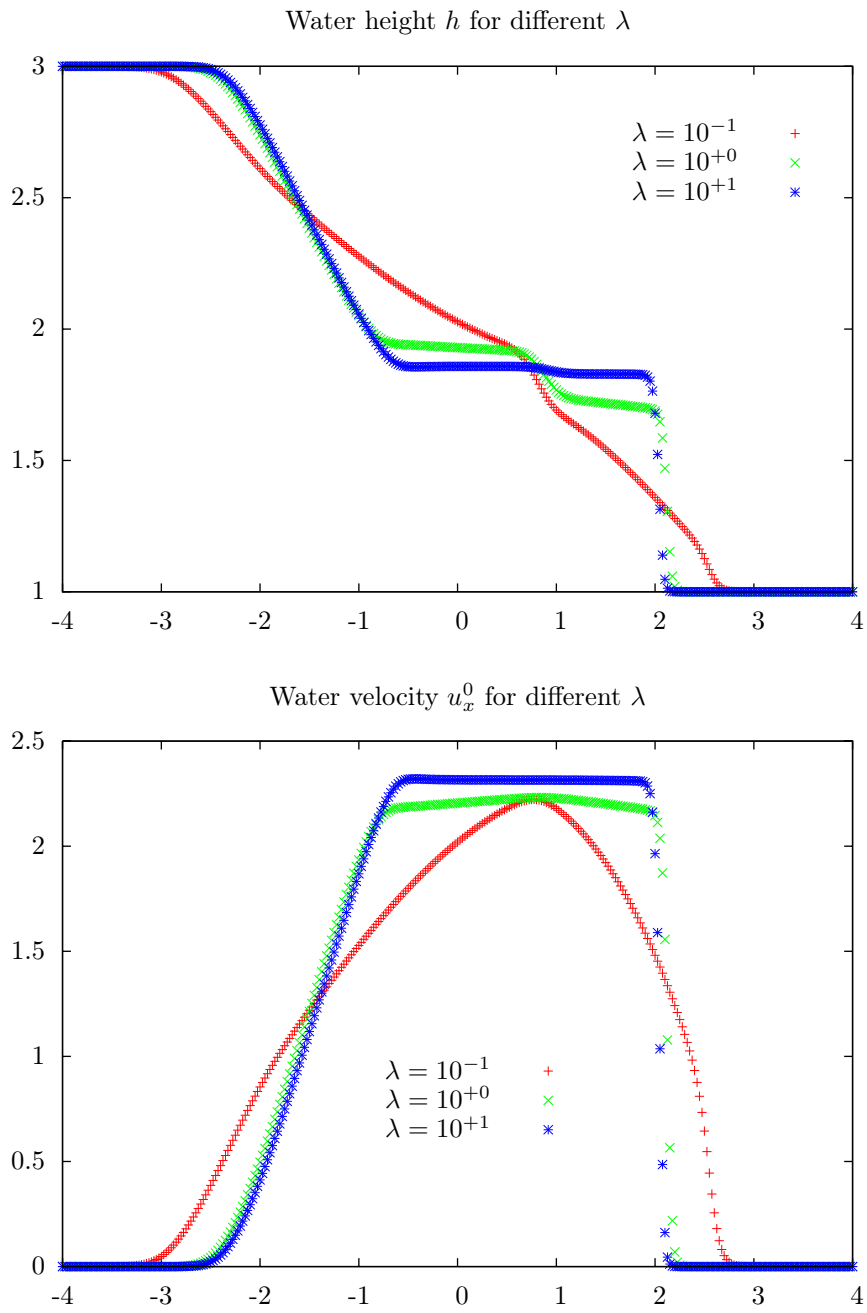 Water height h for different λ
3
2.5
2
1.5
1
λ = 10⁻¹
λ = 10⁺⁰
λ = 10⁺¹
-4 -3 -2 -1 0 1 2 3 4
Water velocity u⁰ₓ for different λ
2.5
2
1.5
1
0.5
0
λ = 10⁻¹
λ = 10⁺⁰
λ = 10⁺¹
-4 -3 -2 -1 0 1 2 3 4